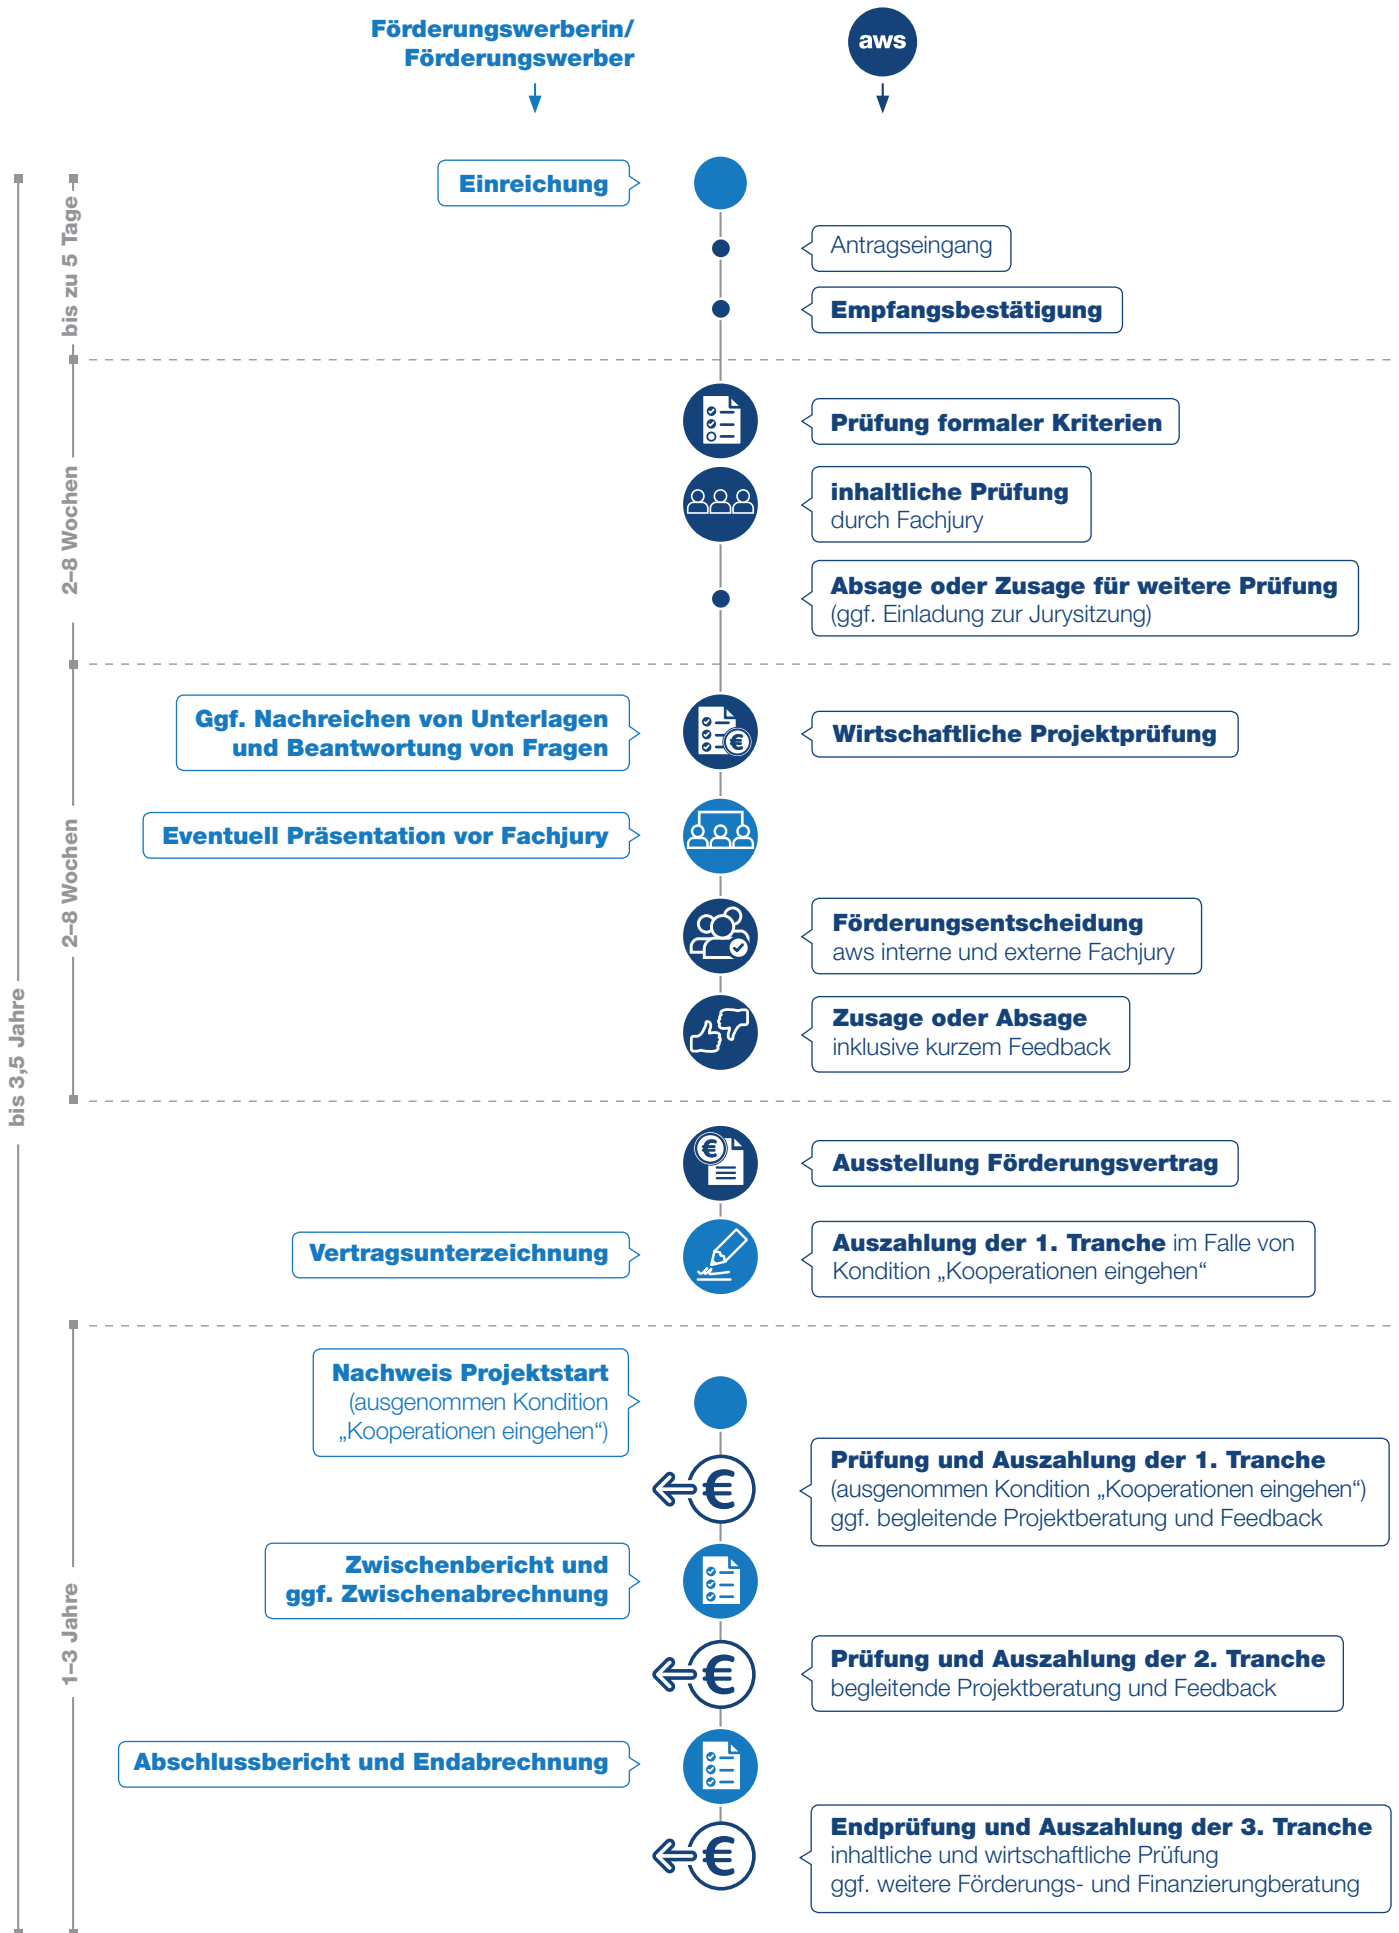 Förderungswerberin/
Förderungswerber
aws
bis 3,5 Jahre
bis zu 5 Tage
Einreichung
Antragseingang
Empfangsbestätigung
2–8 Wochen
Prüfung formaler Kriterien
inhaltliche Prüfung
durch Fachjury
Absage oder Zusage für weitere Prüfung
(ggf. Einladung zur Jurysitzung)
2–8 Wochen
Ggf. Nachreichen von Unterlagen
und Beantwortung von Fragen
€
Wirtschaftliche Projektprüfung
Eventuell Präsentation vor Fachjury
Förderungsentscheidung
aws interne und externe Fachjury
Zusage oder Absage
inklusive kurzem Feedback
€
Ausstellung Förderungsvertrag
Vertragsunterzeichnung
Auszahlung der 1. Tranche im Falle von
Kondition „Kooperationen eingehen“
1–3 Jahre
Nachweis Projektstart
(ausgenommen Kondition
„Kooperationen eingehen“)
€
Prüfung und Auszahlung der 1. Tranche
(ausgenommen Kondition „Kooperationen eingehen“)
ggf. begleitende Projektberatung und Feedback
Zwischenbericht und
ggf. Zwischenabrechnung
€
Prüfung und Auszahlung der 2. Tranche
begleitende Projektberatung und Feedback
Abschlussbericht und Endabrechnung
€
Endprüfung und Auszahlung der 3. Tranche
inhaltliche und wirtschaftliche Prüfung
ggf. weitere Förderungs- und Finanzierungberatung